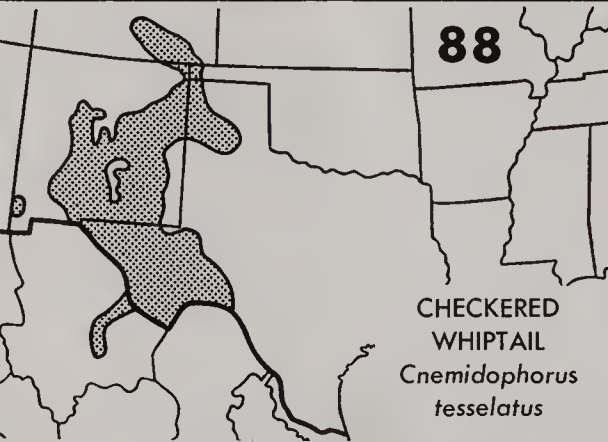 88
CHECKERED
WHIPTAIL
Cnemidophorus
tesselatus